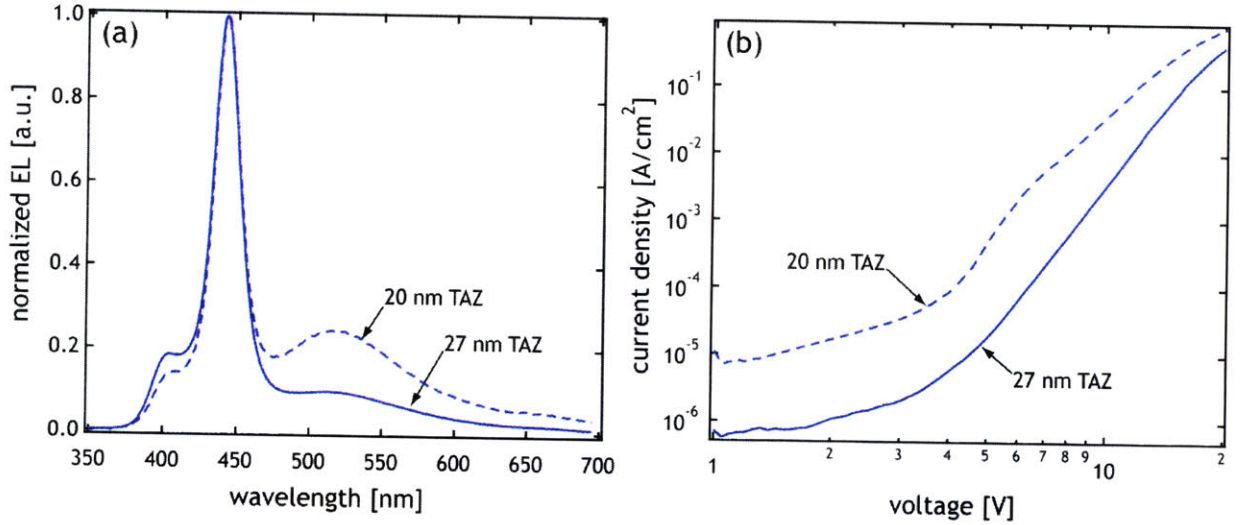 (a)
normalized EL [a.u.]
1.0
0.8
0.6
0.4
0.2
0.0
20 nm TAZ
27 nm TAZ
350 400 450 500 550 600 650 700
wavelength [nm]
(b)
current density [A/cm²]
10⁻¹
10⁻²
10⁻³
10⁻⁴
10⁻⁵
10⁻⁶
20 nm TAZ
27 nm TAZ
1 2 3 4 5 6 7 8 9 10 2
voltage [V]